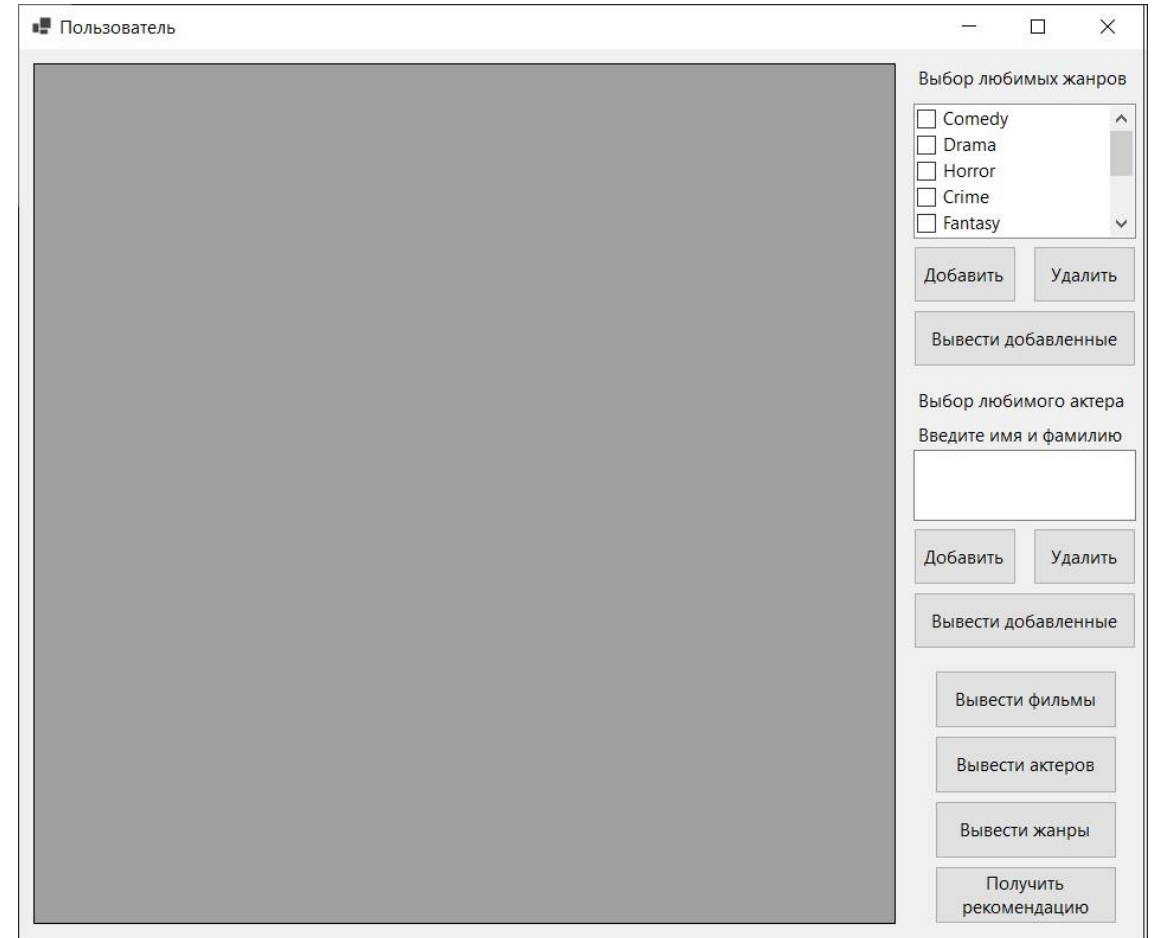 Пользователь
Выбор любимых жанров
Comedy
Drama
Horror
Crime
Fantasy
Добавить Удалить
Вывести добавленные
Выбор любимого актера
Введите имя и фамилию
Добавить Удалить
Вывести добавленные
Вывести фильмы
Вывести актеров
Вывести жанры
Получить
рекомендацию